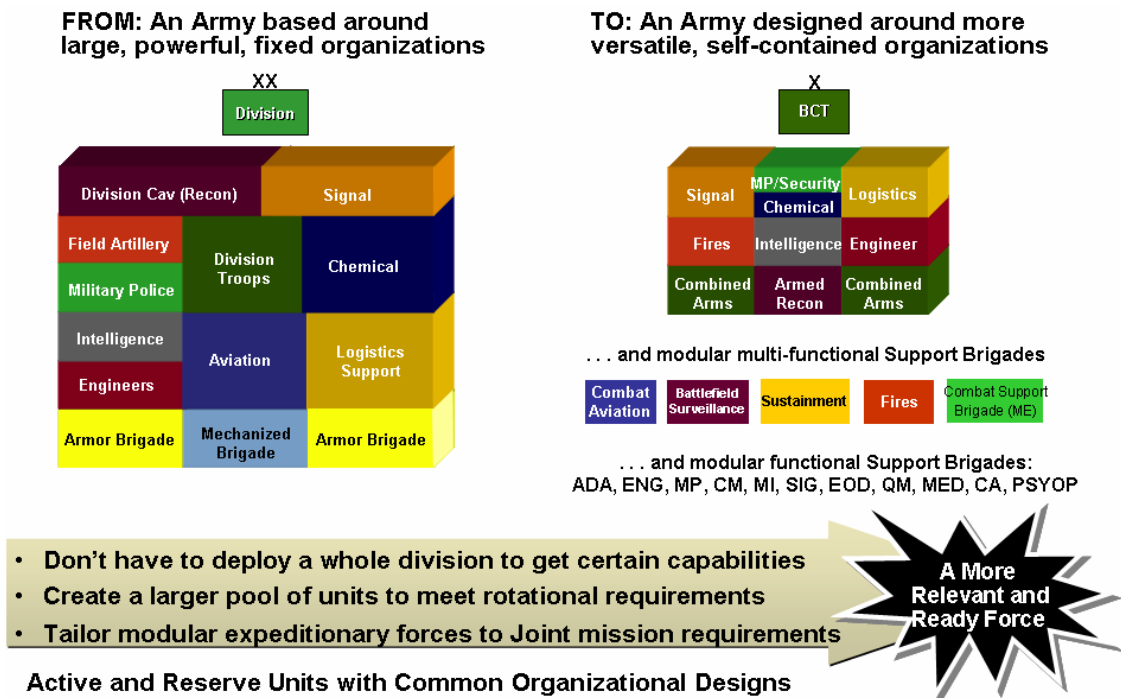 FROM: An Army based around
large, powerful, fixed organizations
XX
Division
Division Cav (Recon)
Signal
Field Artillery
Division
Troops
Chemical
Military Police
Intelligence
Aviation
Logistics
Support
Engineers
Armor Brigade
Mechanized
Brigade
Armor Brigade
TO: An Army designed around more
versatile, self-contained organizations
X
BCT
Signal
MP/Security
Chemical
Logistics
Fires
Intelligence
Engineer
Combined
Arms
Armed
Recon
Combined
Arms
. . . and modular multi-functional Support Brigades
Combat
Aviation
Battlefield
Surveillance
Sustainment
Fires
Combat Support
Brigade (ME)
. . . and modular functional Support Brigades:
ADA, ENG, MP, CM, MI, SIG, EOD, QM, MED, CA, PSYOP
• Don’t have to deploy a whole division to get certain capabilities
• Create a larger pool of units to meet rotational requirements
• Tailor modular expeditionary forces to Joint mission requirements
A More
Relevant and
Ready Force
Active and Reserve Units with Common Organizational Designs